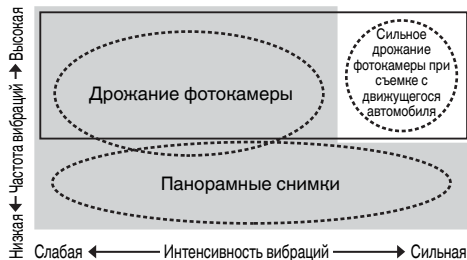 Низкая ← Частота вибраций → Высокая
Дрожание фотокамеры
Сильное
дрожание
фотокамеры при
съемке с
движущегося
автомобиля
Панорамные снимки
Слабая ← Интенсивность вибраций → Сильная